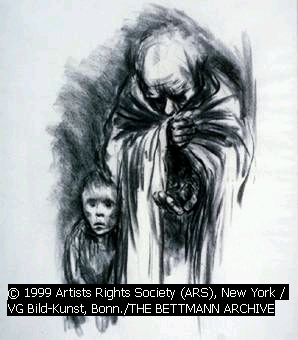 © 1999 Artists Rights Society (ARS), New York /
VG Bild-Kunst, Bonn./THE BETTMANN ARCHIVE